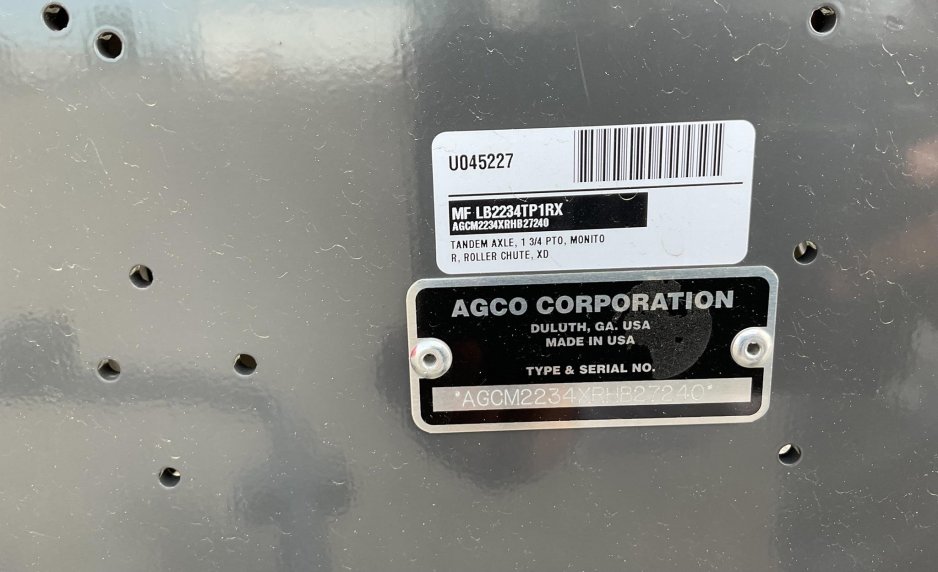 U045227
MF LB2234TP1RX
AGCM2234XRHB27240
TANDEM AXLE, 1 3/4 PTO, MONITO
R, ROLLER CHUTE, XD
AGCO CORPORATION
DULUTH, GA. USA
MADE IN USA
TYPE & SERIAL NO.
*AGCM2234XRHB27240*